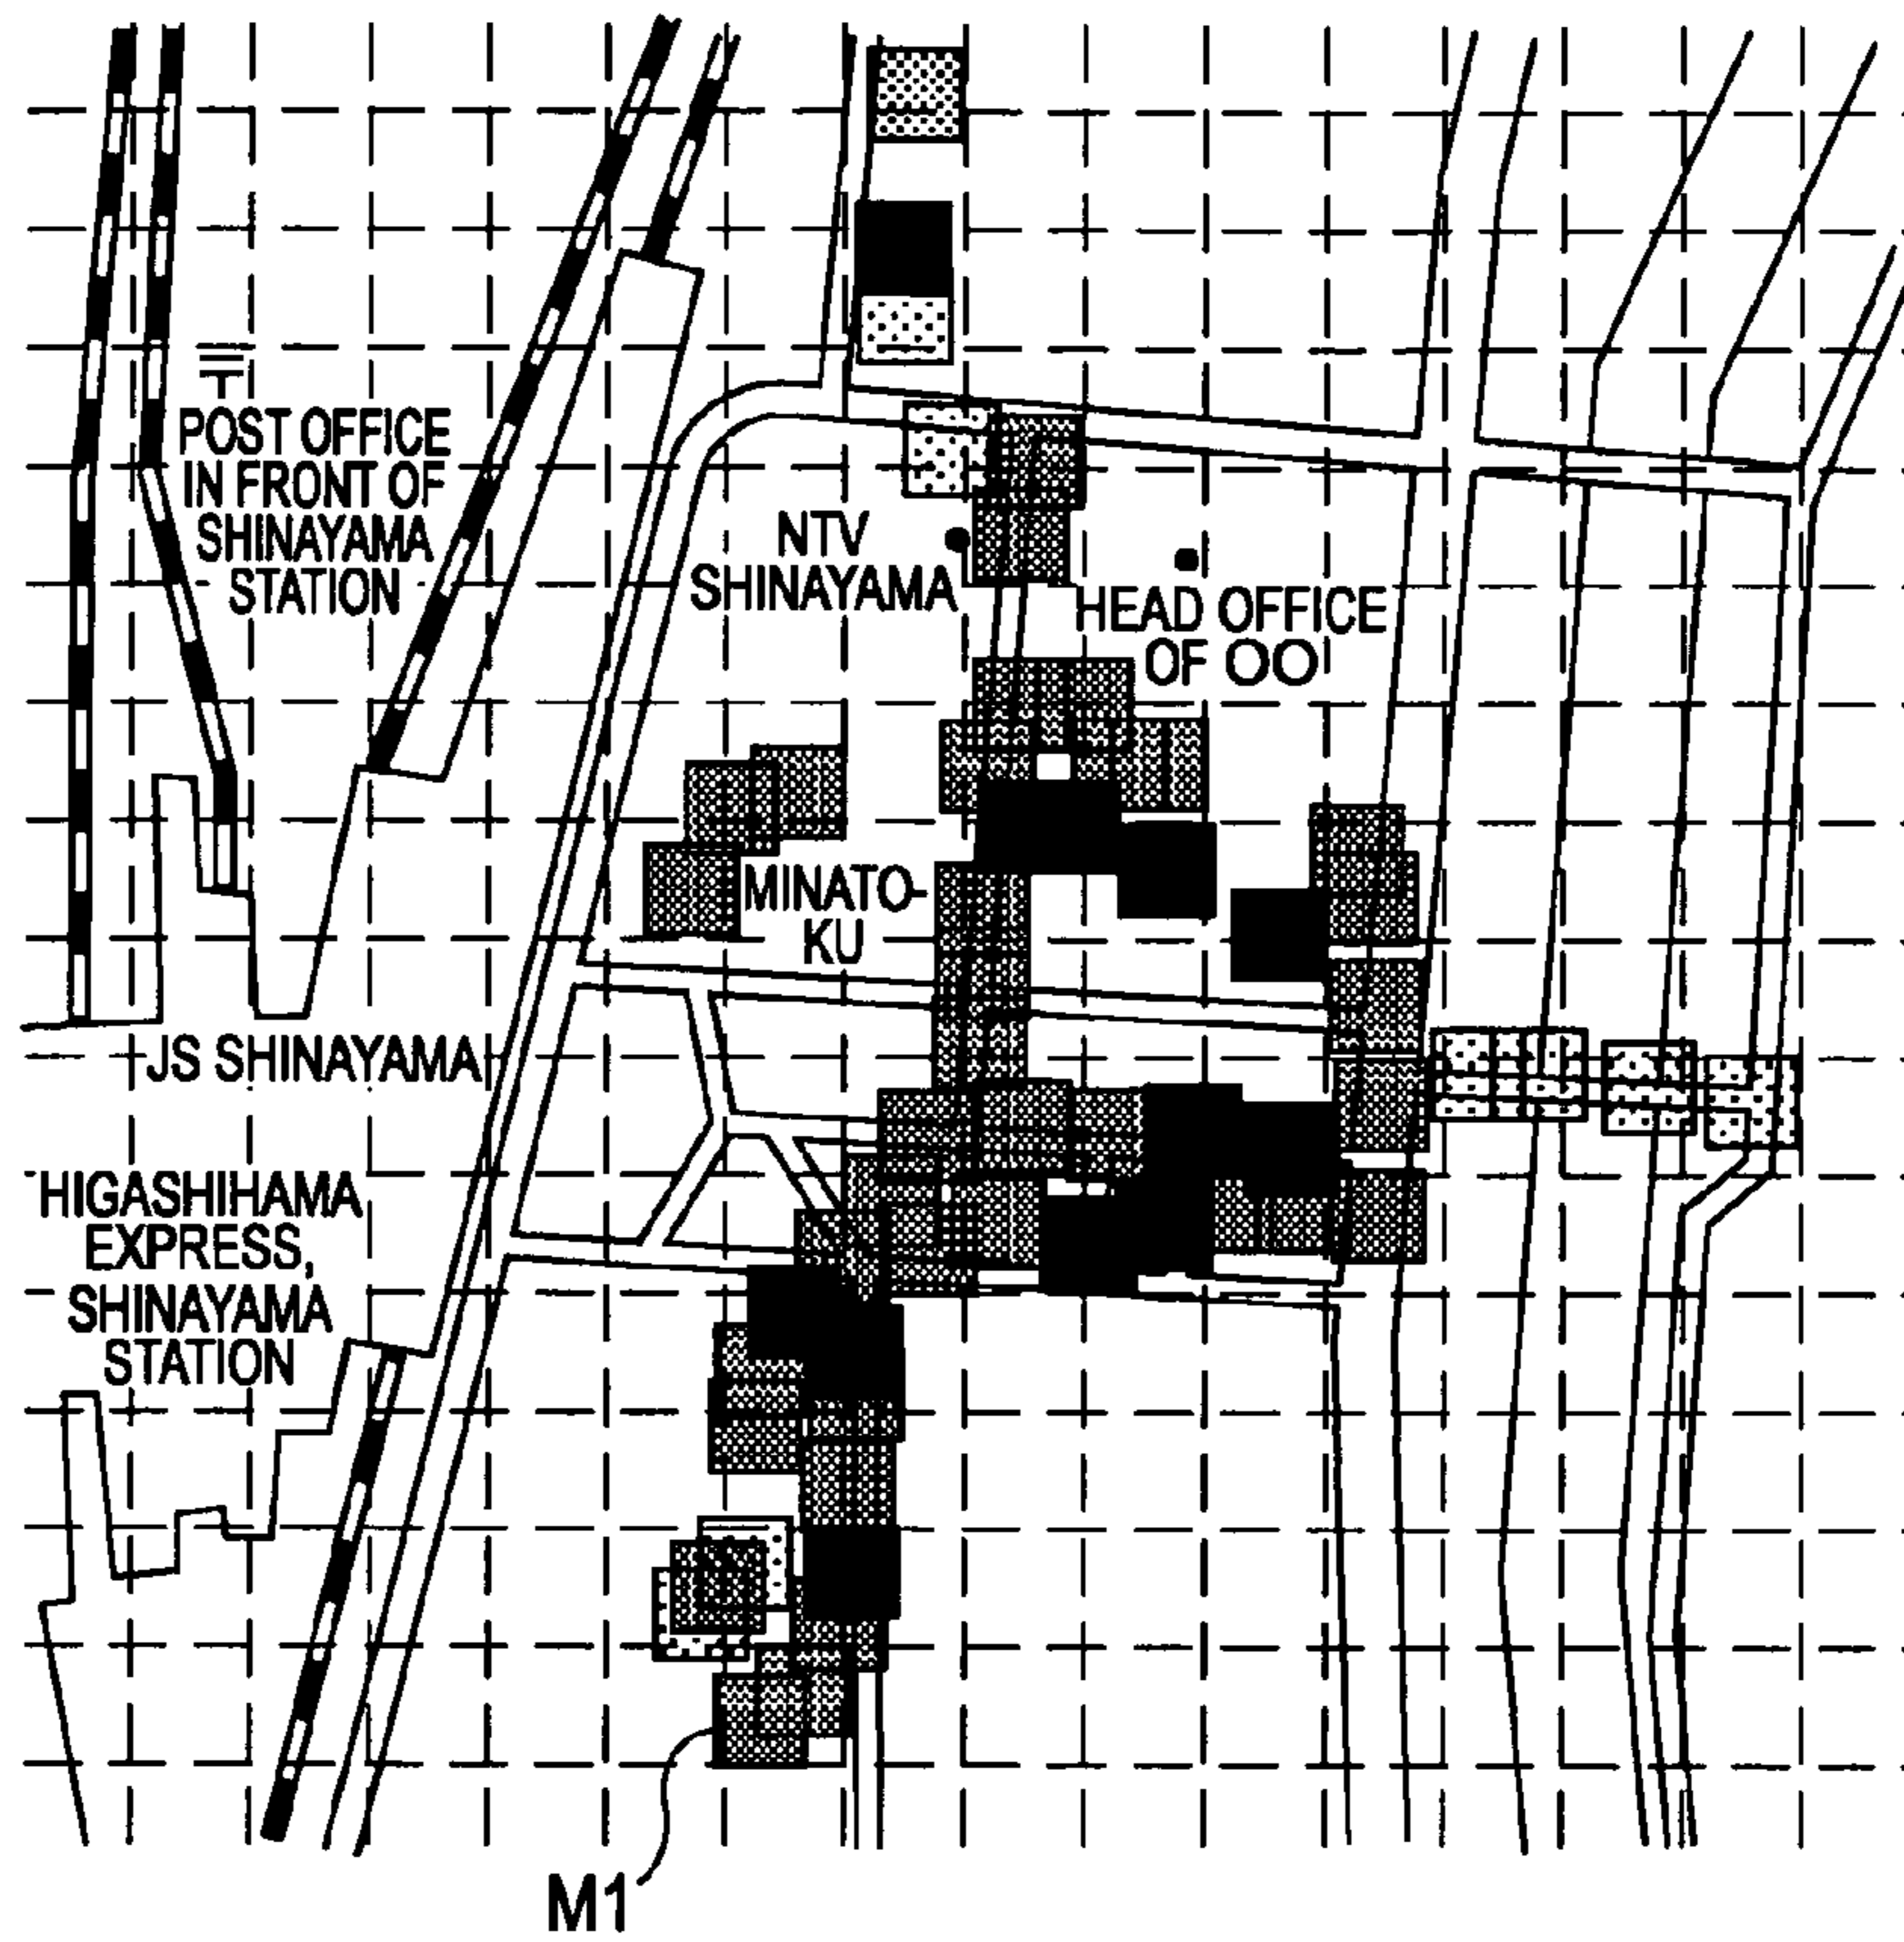 〒
POST OFFICE
IN FRONT OF
SHINAYAMA
STATION
NTV
SHINAYAMA
HEAD OFFICE
OF OO
MINATO-
KU
JS SHINAYAMA
HIGASHIHAMA
EXPRESS,
SHINAYAMA
STATION
M1